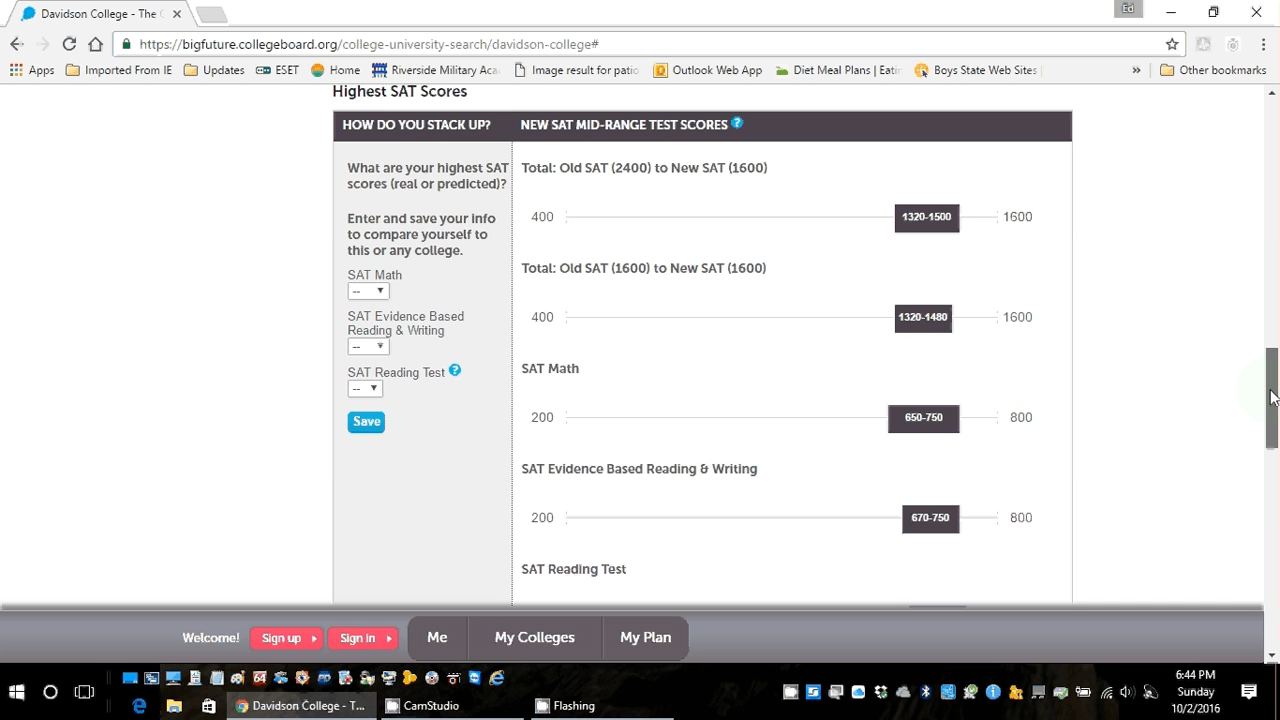 Davidson College - The C
Ed
https://bigfuture.collegeboard.org/college-university-search/davidson-college#
Apps
Imported From IE
Updates
ESET
Home
Riverside Military Aca
Image result for patio
Outlook Web App
Diet Meal Plans | Eatin
Boys State Web Sites
»
Other bookmarks
Highest SAT Scores
HOW DO YOU STACK UP?
NEW SAT MID-RANGE TEST SCORES ?
What are your highest SAT
scores (real or predicted)?
Enter and save your info
to compare yourself to
this or any college.
SAT Math
--
SAT Evidence Based
Reading & Writing
--
SAT Reading Test ?
--
Save
Total: Old SAT (2400) to New SAT (1600)
400 1320-1500 1600
Total: Old SAT (1600) to New SAT (1600)
400 1320-1480 1600
SAT Math
200 650-750 800
SAT Evidence Based Reading & Writing
200 670-750 800
SAT Reading Test
Welcome!
Sign up
Sign in
Me
My Colleges
My Plan
Davidson College - T...
CamStudio
Flashing
6:44 PM
Sunday
10/2/2016